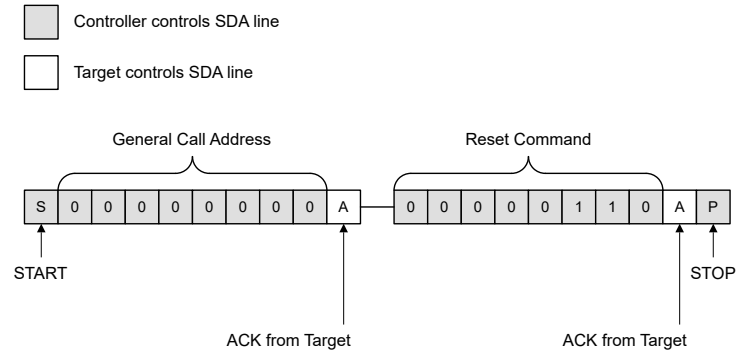 Controller controls SDA line
Target controls SDA line
General Call Address
Reset Command
S 0 0 0 0 0 0 0 0 A 0 0 0 0 0 1 1 0 A P
START
STOP
ACK from Target
ACK from Target